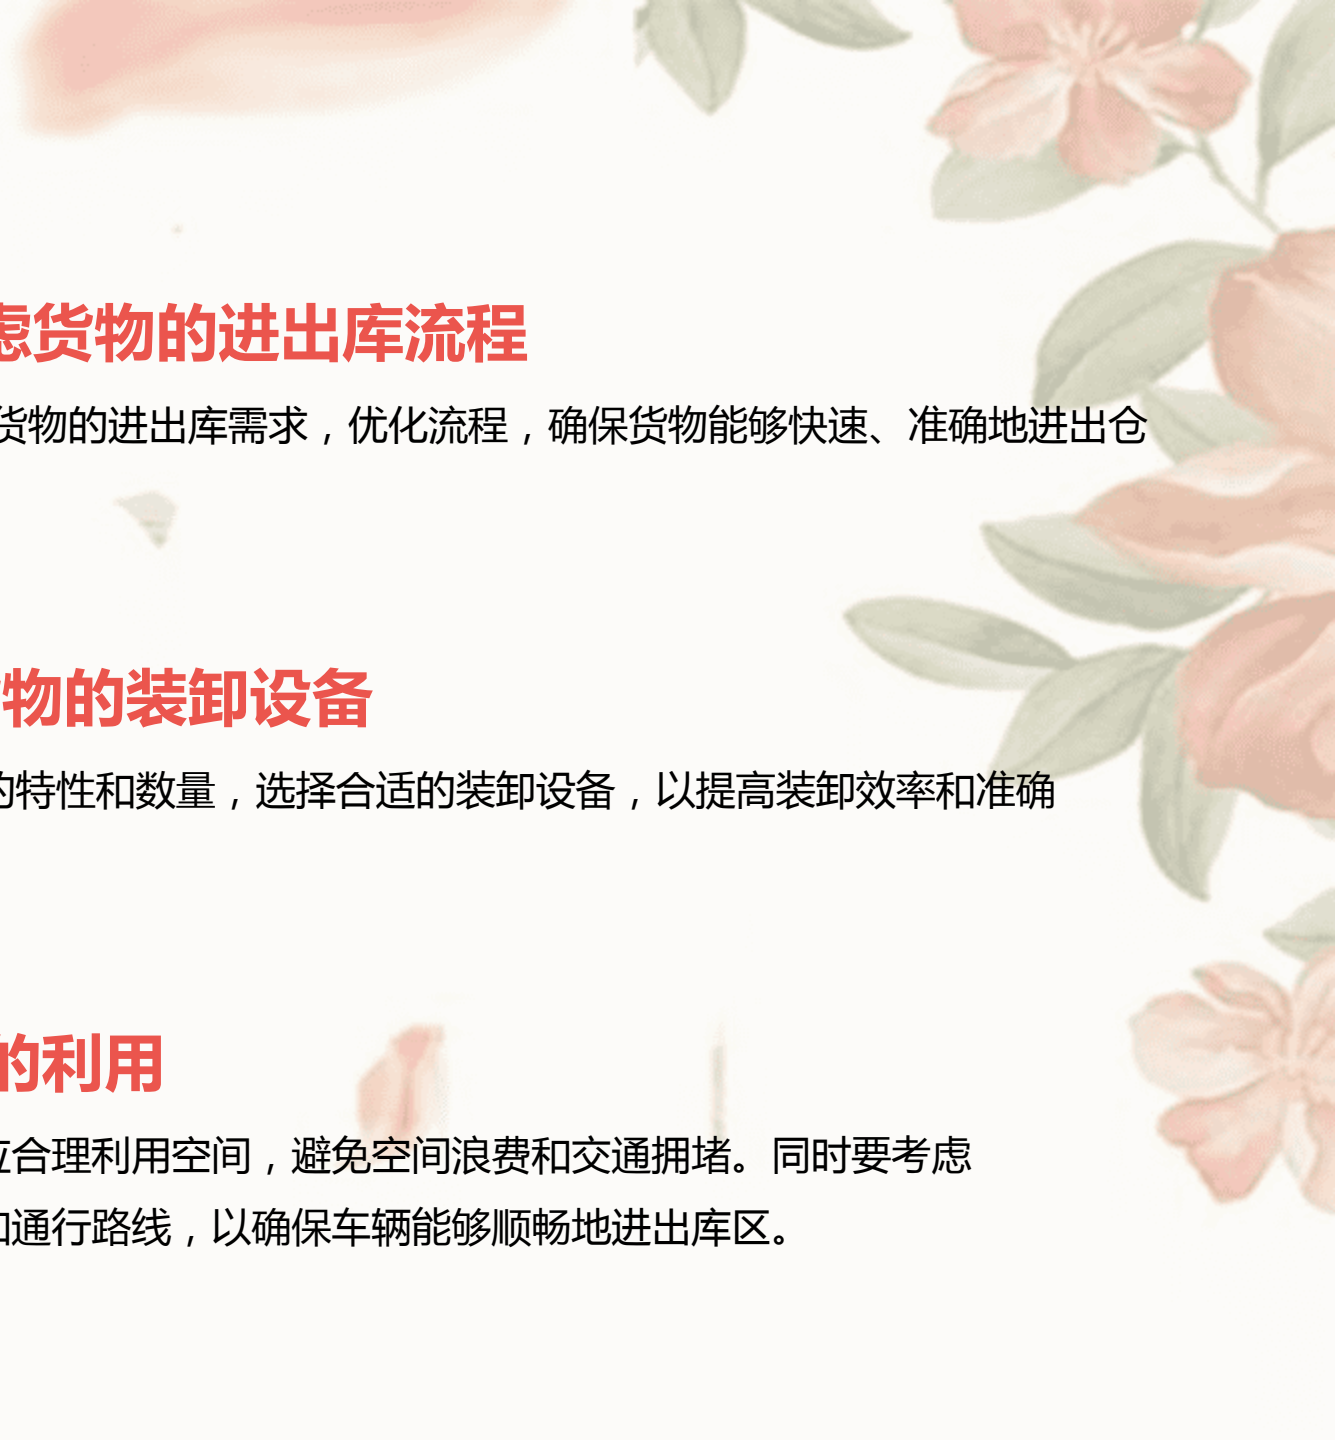 虑货物的进出库流程
货物的进出库需求，优化流程，确保货物能够快速、准确地进出仓
物的装卸设备
的特性和数量，选择合适的装卸设备，以提高装卸效率和准确
的利用
应合理利用空间，避免空间浪费和交通拥堵。同时要考虑
和通行路线，以确保车辆能够顺畅地进出库区。